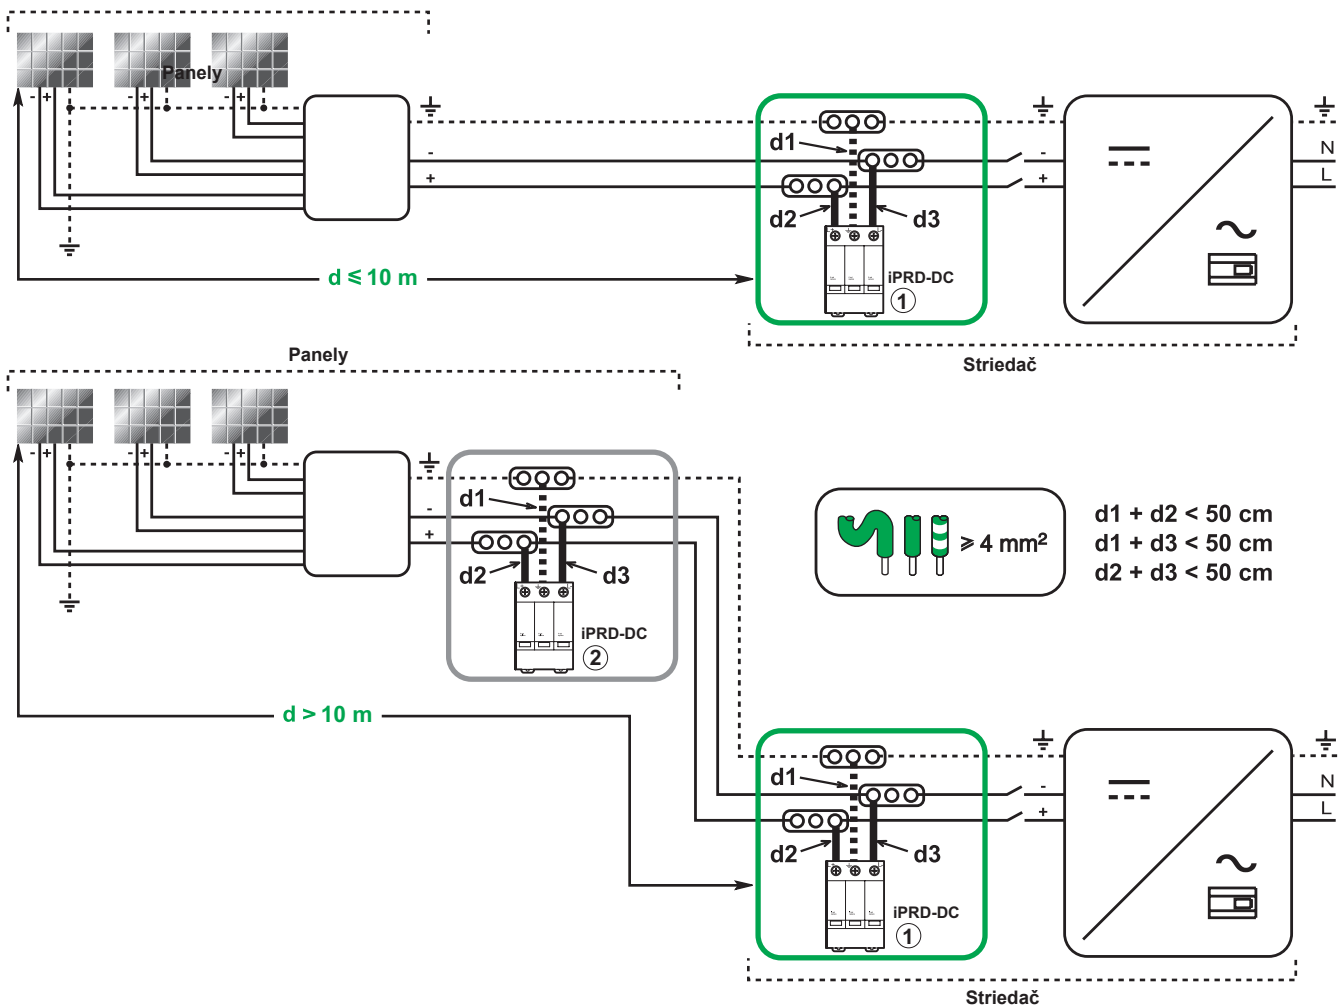 Panely
- +
- +
- +
-
+
d1
d2
d3
iPRD-DC
1
-
+
N
L
d ≤ 10 m
Striedač
Panely
- +
- +
- +
-
+
d1
d2
d3
iPRD-DC
2
≥ 4 mm²
d1 + d2 < 50 cm
d1 + d3 < 50 cm
d2 + d3 < 50 cm
d > 10 m
d1
d2
d3
iPRD-DC
1
-
+
N
L
Striedač